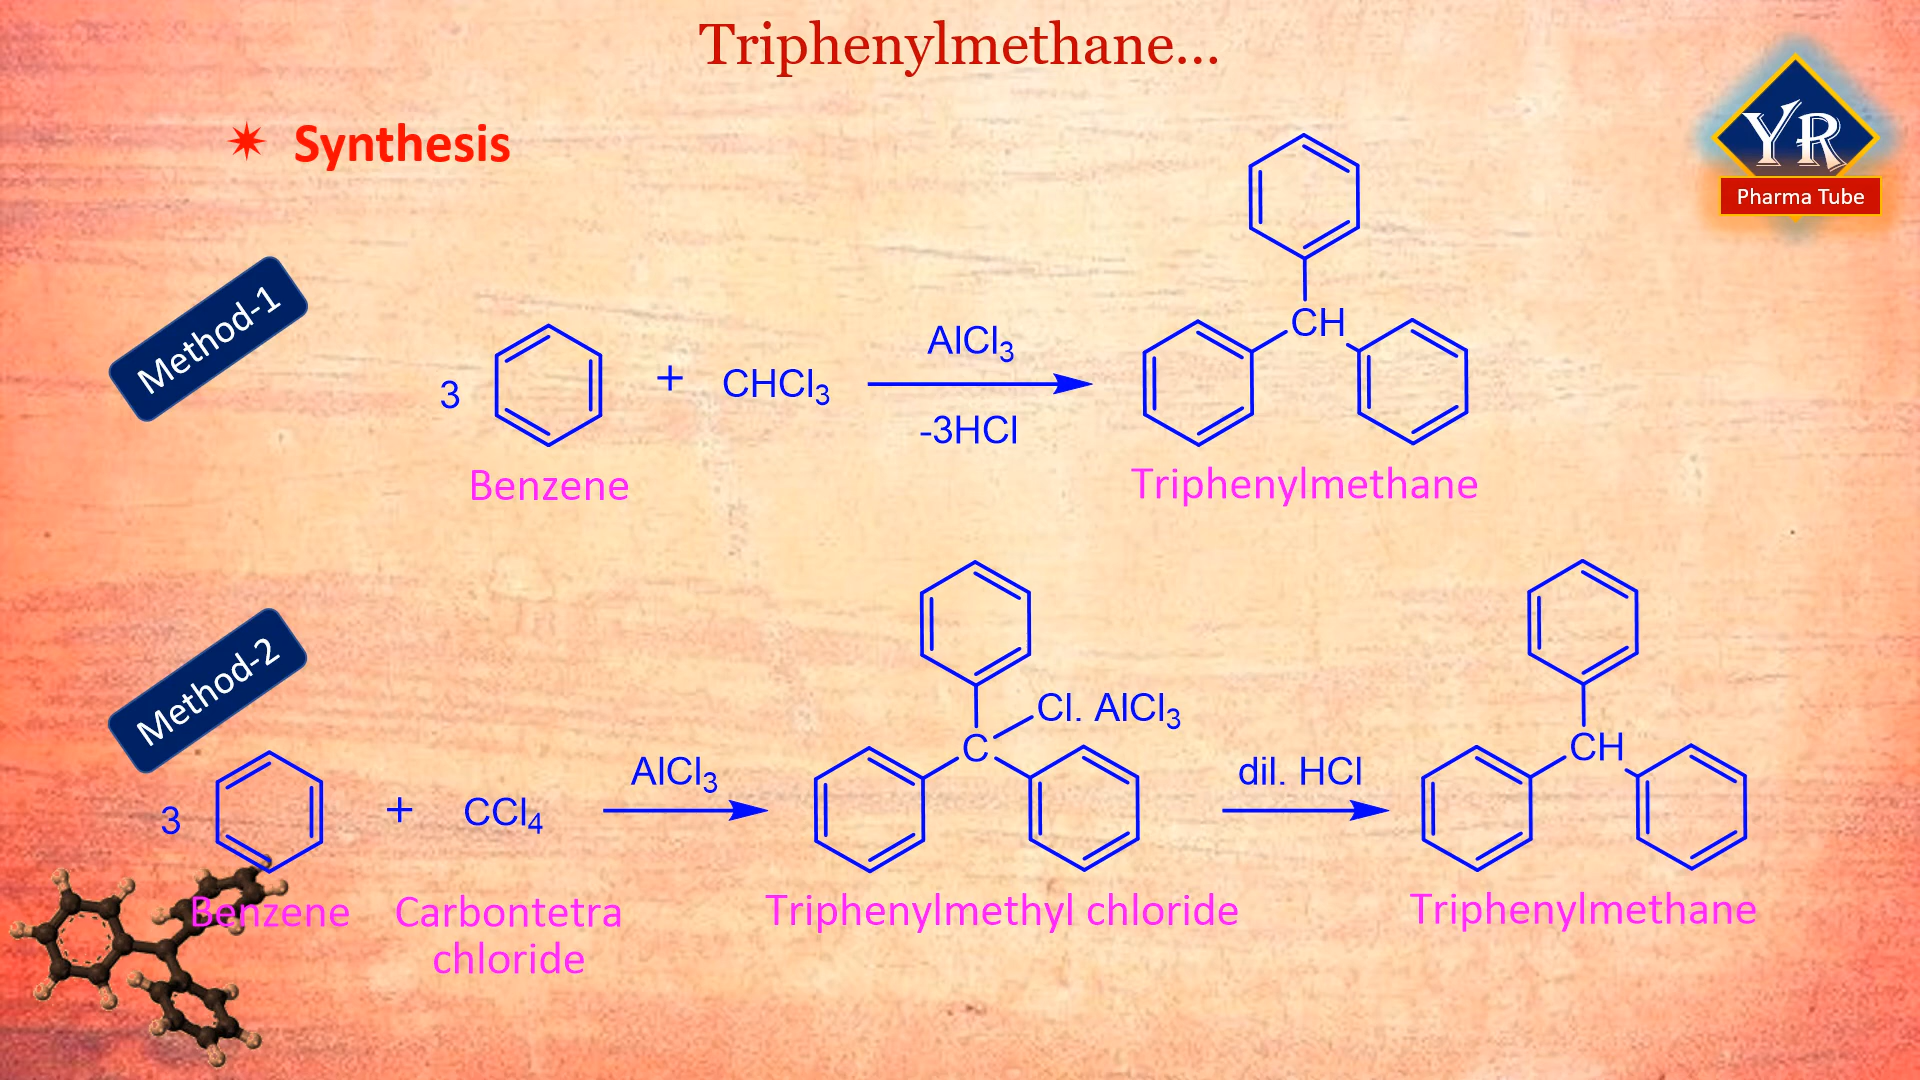 Triphenylmethane...
✷ Synthesis
YR
Pharma Tube
Method-1
3 + CHCl₃ AlCl₃ -3HCl CH
Benzene Triphenylmethane
Method-2
3 + CCl₄ AlCl₃ C Cl. AlCl₃ dil. HCl CH
Benzene Carbontetra Triphenylmethyl chloride Triphenylmethane
chloride